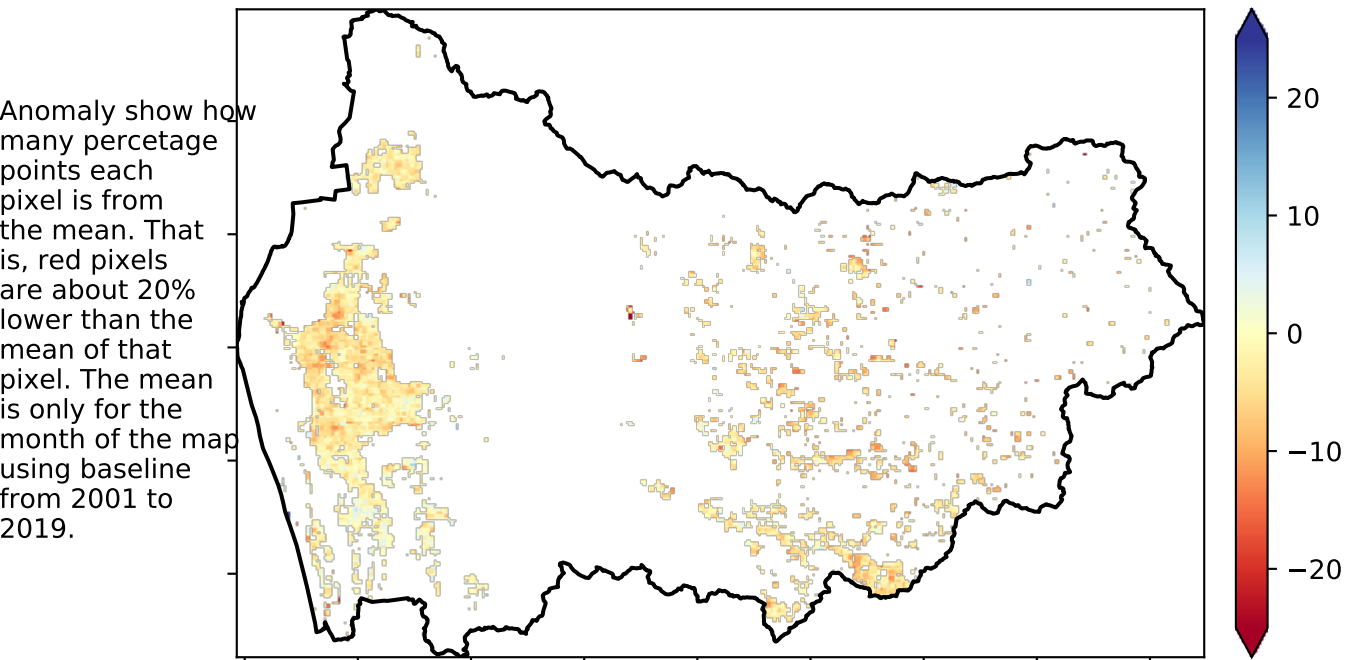 Anomaly show how
many percetage
points each
pixel is from
the mean. That
is, red pixels
are about 20%
lower than the
mean of that
pixel. The mean
is only for the
month of the map
using baseline
from 2001 to
2019.
20
10
0
−10
−20